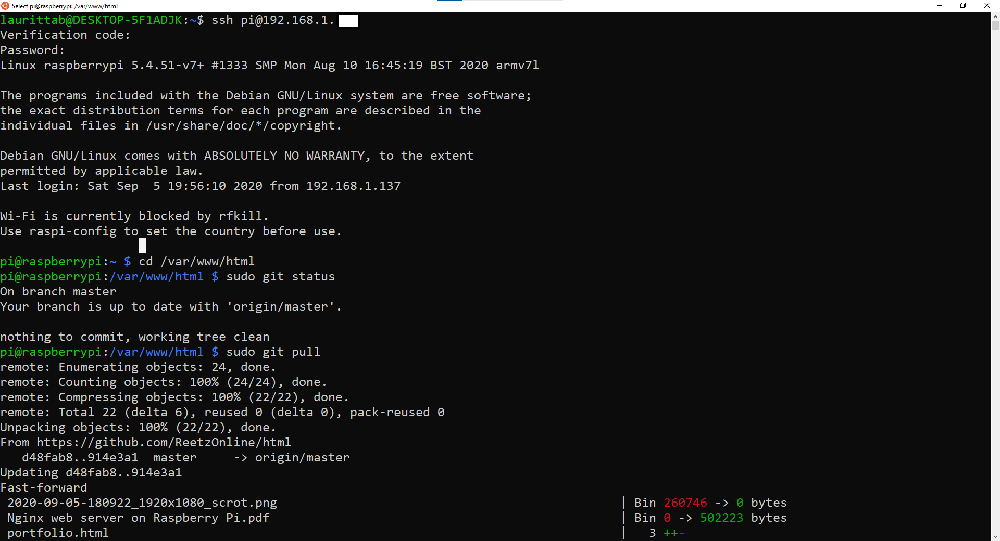 Select pi@raspberrypi: /var/www/html
laurittab@DESKTOP-5F1ADJK:~$ ssh pi@192.168.1.
Verification code:
Password:
Linux raspberrypi 5.4.51-v7+ #1333 SMP Mon Aug 10 16:45:19 BST 2020 armv7l
The programs included with the Debian GNU/Linux system are free software;
the exact distribution terms for each program are described in the
individual files in /usr/share/doc/*/copyright.
Debian GNU/Linux comes with ABSOLUTELY NO WARRANTY, to the extent
permitted by applicable law.
Last login: Sat Sep  5 19:56:10 2020 from 192.168.1.137
Wi-Fi is currently blocked by rfkill.
Use raspi-config to set the country before use.
pi@raspberrypi:~ $ cd /var/www/html
pi@raspberrypi:/var/www/html $ sudo git status
On branch master
Your branch is up to date with 'origin/master'.
nothing to commit, working tree clean
pi@raspberrypi:/var/www/html $ sudo git pull
remote: Enumerating objects: 24, done.
remote: Counting objects: 100% (24/24), done.
remote: Compressing objects: 100% (22/22), done.
remote: Total 22 (delta 6), reused 0 (delta 0), pack-reused 0
Unpacking objects: 100% (22/22), done.
From https://github.com/ReetzOnline/html
   d48fab8..914e3a1  master     -> origin/master
Updating d48fab8..914e3a1
Fast-forward
 2020-09-05-180922_1920x1080_scrot.png | Bin 260746 -> 0 bytes
 Nginx web server on Raspberry Pi.pdf | Bin 0 -> 502223 bytes
 portfolio.html |   3 ++-